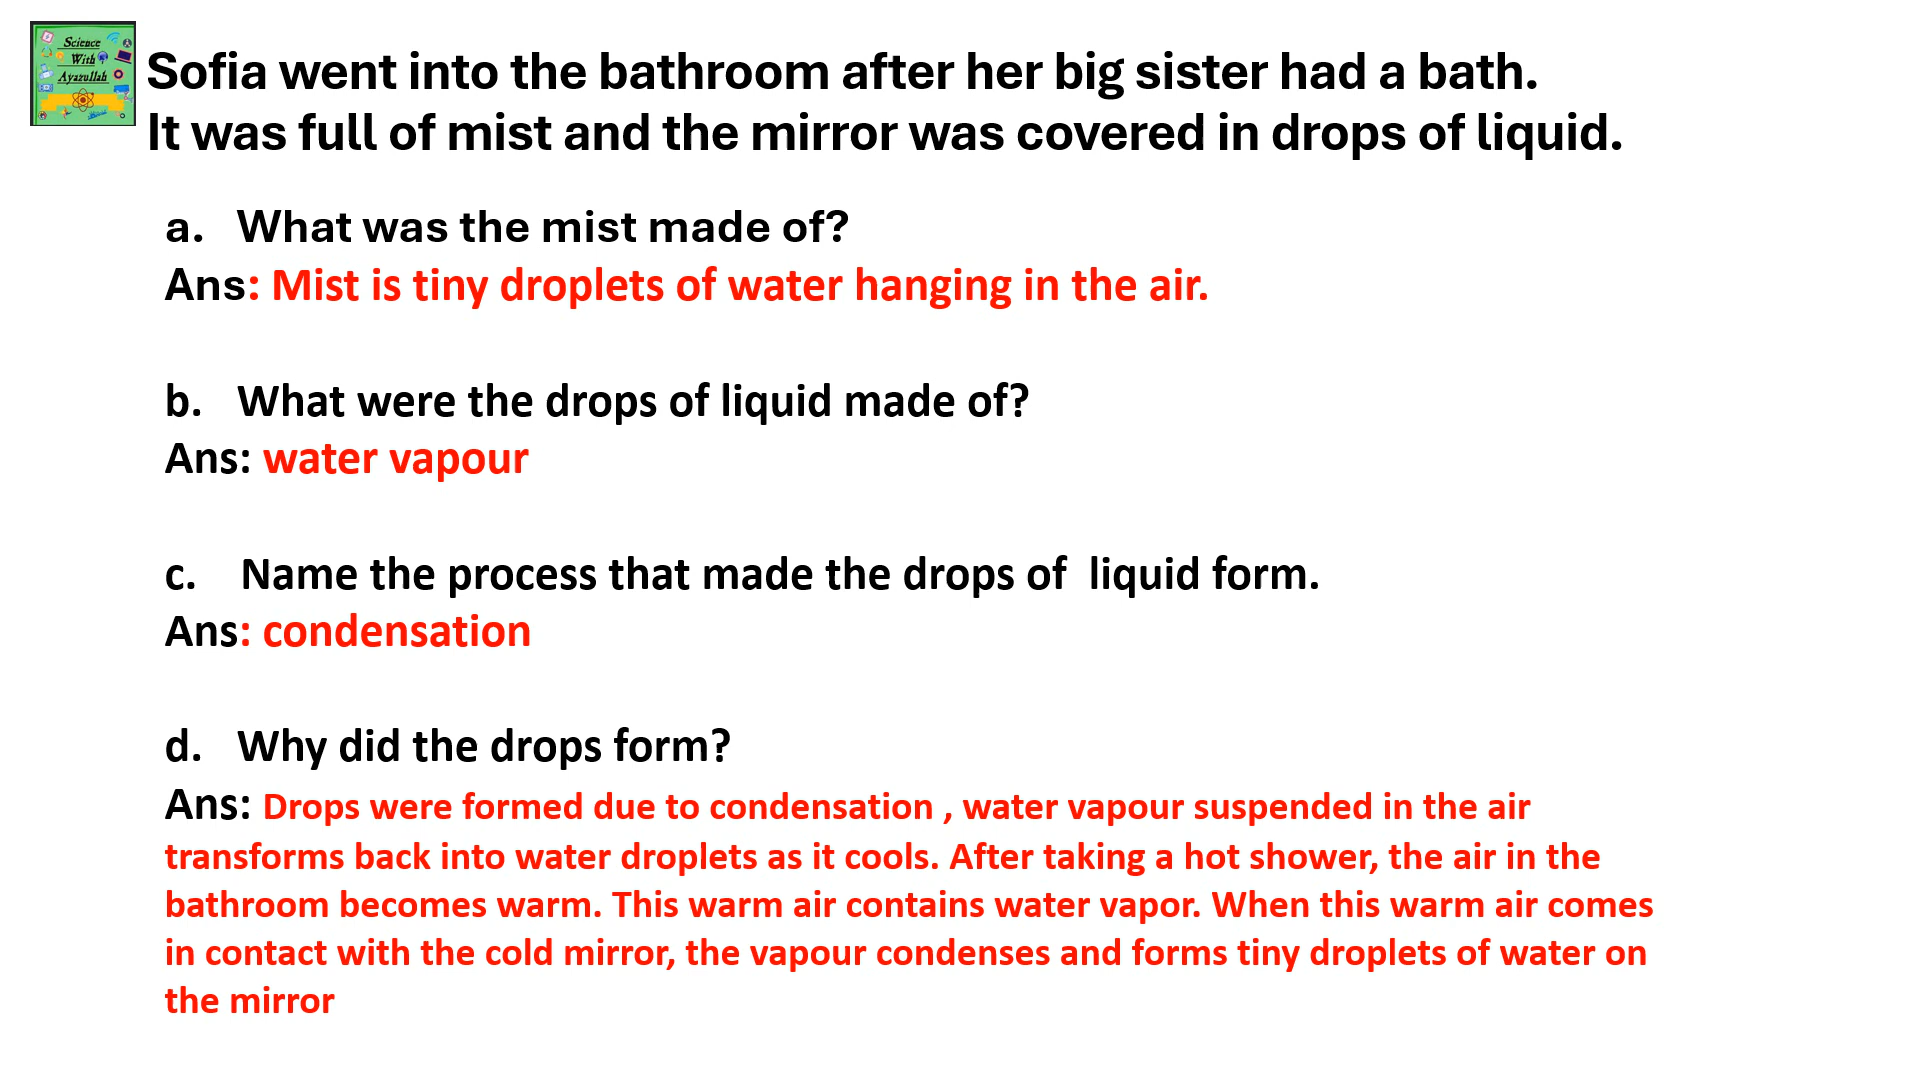 Science
With
Ayazullah
Sofia went into the bathroom after her big sister had a bath.
It was full of mist and the mirror was covered in drops of liquid.
a. What was the mist made of?
Ans: Mist is tiny droplets of water hanging in the air.
b. What were the drops of liquid made of?
Ans: water vapour
c. Name the process that made the drops of liquid form.
Ans: condensation
d. Why did the drops form?
Ans: Drops were formed due to condensation , water vapour suspended in the air
transforms back into water droplets as it cools. After taking a hot shower, the air in the
bathroom becomes warm. This warm air contains water vapor. When this warm air comes
in contact with the cold mirror, the vapour condenses and forms tiny droplets of water on
the mirror